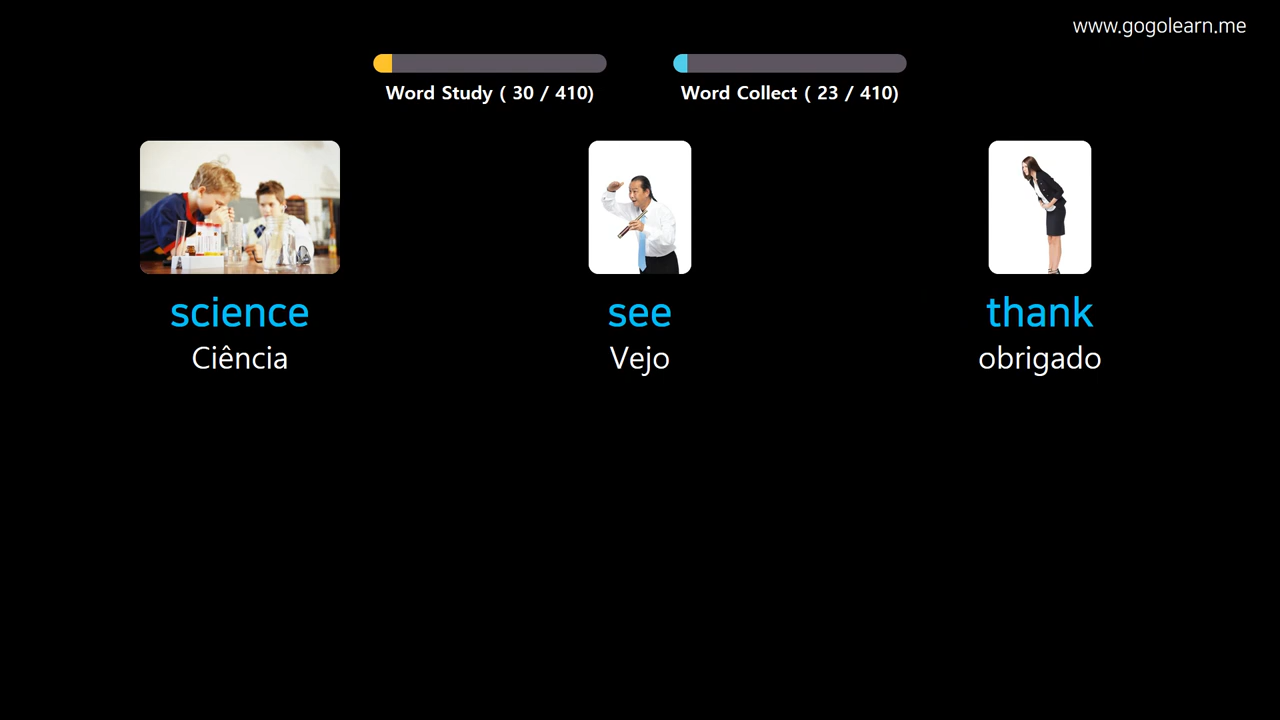 www.gogolearn.me
Word Study ( 30 / 410)
Word Collect ( 23 / 410)
science
Ciência
see
Vejo
thank
obrigado